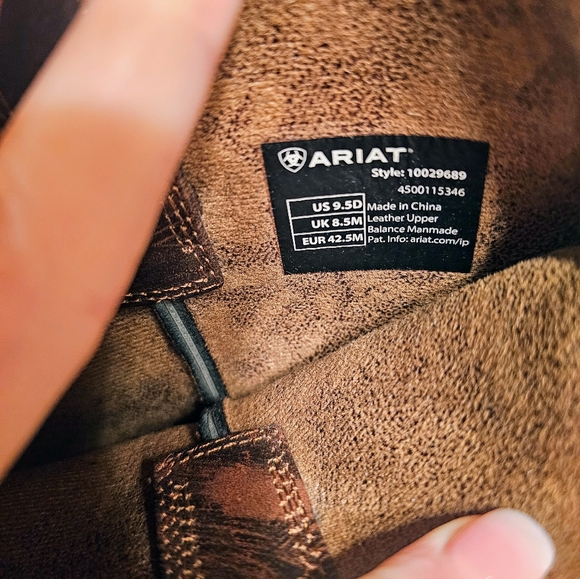 ARIAT
Style: 10029689
4500115346
US 9.5D
UK 8.5M
EUR 42.5M
Made in China
Leather Upper
Balance Manmade
Pat. Info: ariat.com/ip